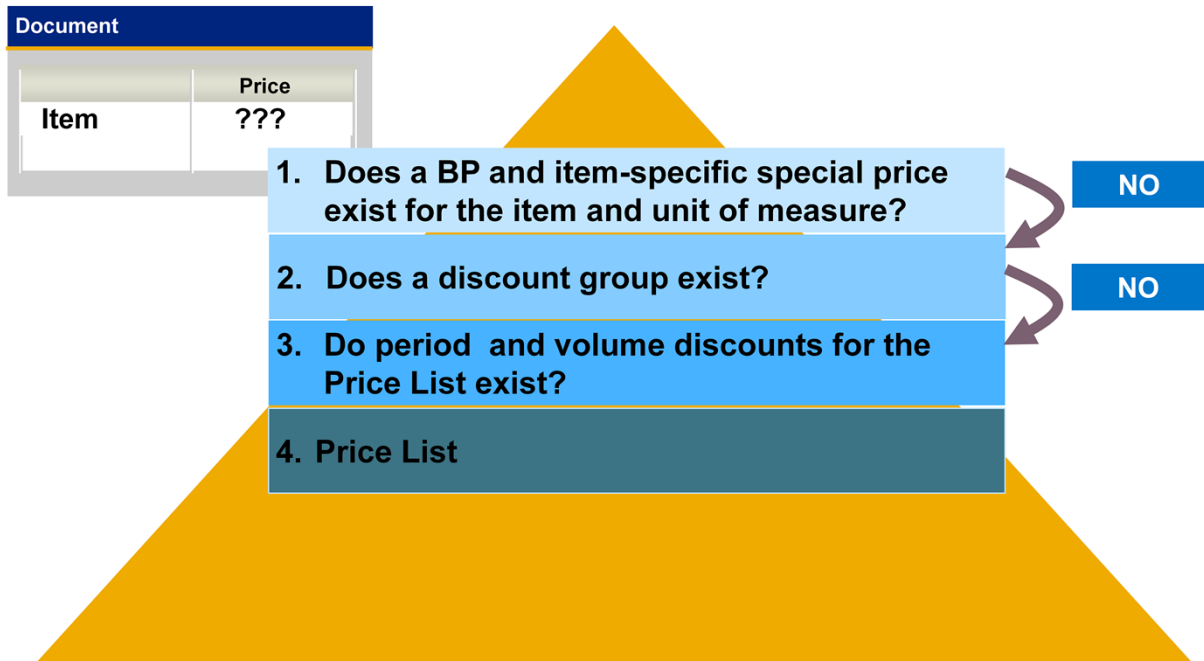 Document
Price
Item ???
1. Does a BP and item-specific special price
exist for the item and unit of measure?
NO
2. Does a discount group exist?
NO
3. Do period and volume discounts for the
Price List exist?
4. Price List